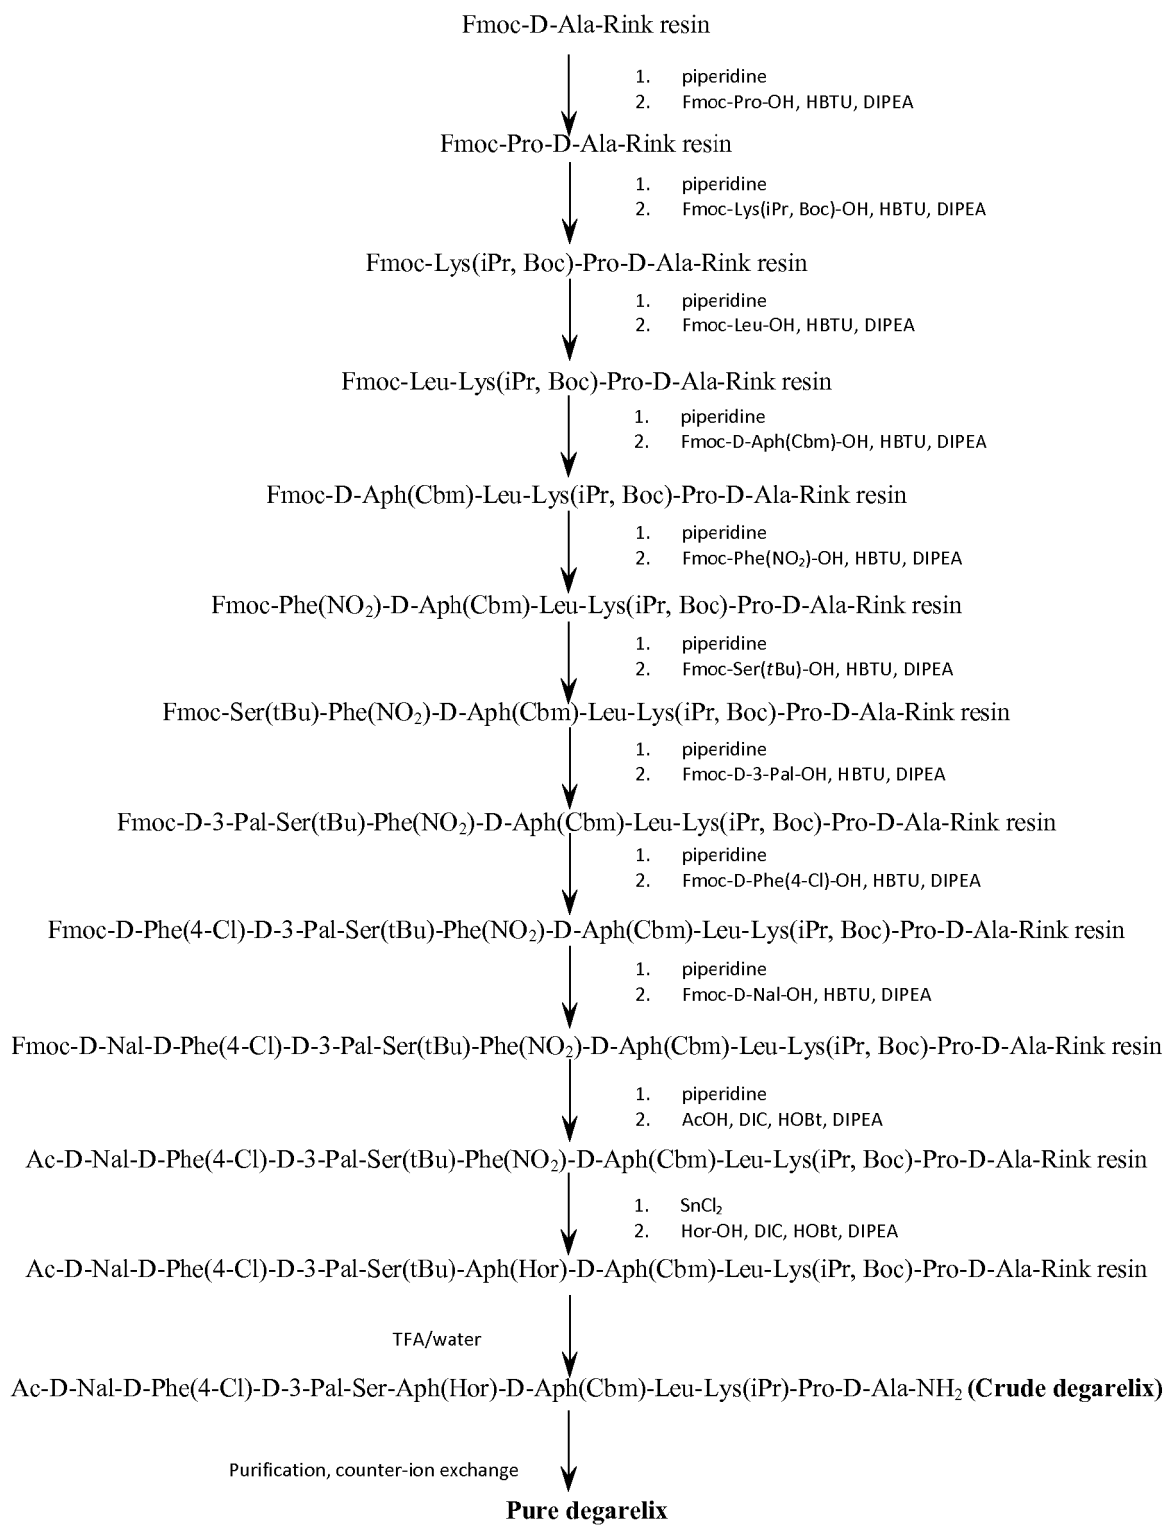 Fmoc-D-Ala-Rink resin
1. piperidine
2. Fmoc-Pro-OH, HBTU, DIPEA
Fmoc-Pro-D-Ala-Rink resin
1. piperidine
2. Fmoc-Lys(iPr, Boc)-OH, HBTU, DIPEA
Fmoc-Lys(iPr, Boc)-Pro-D-Ala-Rink resin
1. piperidine
2. Fmoc-Leu-OH, HBTU, DIPEA
Fmoc-Leu-Lys(iPr, Boc)-Pro-D-Ala-Rink resin
1. piperidine
2. Fmoc-D-Aph(Cbm)-OH, HBTU, DIPEA
Fmoc-D-Aph(Cbm)-Leu-Lys(iPr, Boc)-Pro-D-Ala-Rink resin
1. piperidine
2. Fmoc-Phe(NO₂)-OH, HBTU, DIPEA
Fmoc-Phe(NO₂)-D-Aph(Cbm)-Leu-Lys(iPr, Boc)-Pro-D-Ala-Rink resin
1. piperidine
2. Fmoc-Ser(tBu)-OH, HBTU, DIPEA
Fmoc-Ser(tBu)-Phe(NO₂)-D-Aph(Cbm)-Leu-Lys(iPr, Boc)-Pro-D-Ala-Rink resin
1. piperidine
2. Fmoc-D-3-Pal-OH, HBTU, DIPEA
Fmoc-D-3-Pal-Ser(tBu)-Phe(NO₂)-D-Aph(Cbm)-Leu-Lys(iPr, Boc)-Pro-D-Ala-Rink resin
1. piperidine
2. Fmoc-D-Phe(4-Cl)-OH, HBTU, DIPEA
Fmoc-D-Phe(4-Cl)-D-3-Pal-Ser(tBu)-Phe(NO₂)-D-Aph(Cbm)-Leu-Lys(iPr, Boc)-Pro-D-Ala-Rink resin
1. piperidine
2. Fmoc-D-Nal-OH, HBTU, DIPEA
Fmoc-D-Nal-D-Phe(4-Cl)-D-3-Pal-Ser(tBu)-Phe(NO₂)-D-Aph(Cbm)-Leu-Lys(iPr, Boc)-Pro-D-Ala-Rink resin
1. piperidine
2. AcOH, DIC, HOBt, DIPEA
Ac-D-Nal-D-Phe(4-Cl)-D-3-Pal-Ser(tBu)-Phe(NO₂)-D-Aph(Cbm)-Leu-Lys(iPr, Boc)-Pro-D-Ala-Rink resin
1. SnCl₂
2. Hor-OH, DIC, HOBt, DIPEA
Ac-D-Nal-D-Phe(4-Cl)-D-3-Pal-Ser(tBu)-Aph(Hor)-D-Aph(Cbm)-Leu-Lys(iPr, Boc)-Pro-D-Ala-Rink resin
TFA/water
Ac-D-Nal-D-Phe(4-Cl)-D-3-Pal-Ser-Aph(Hor)-D-Aph(Cbm)-Leu-Lys(iPr)-Pro-D-Ala-NH₂ (Crude degarelix)
Purification, counter-ion exchange
Pure degarelix